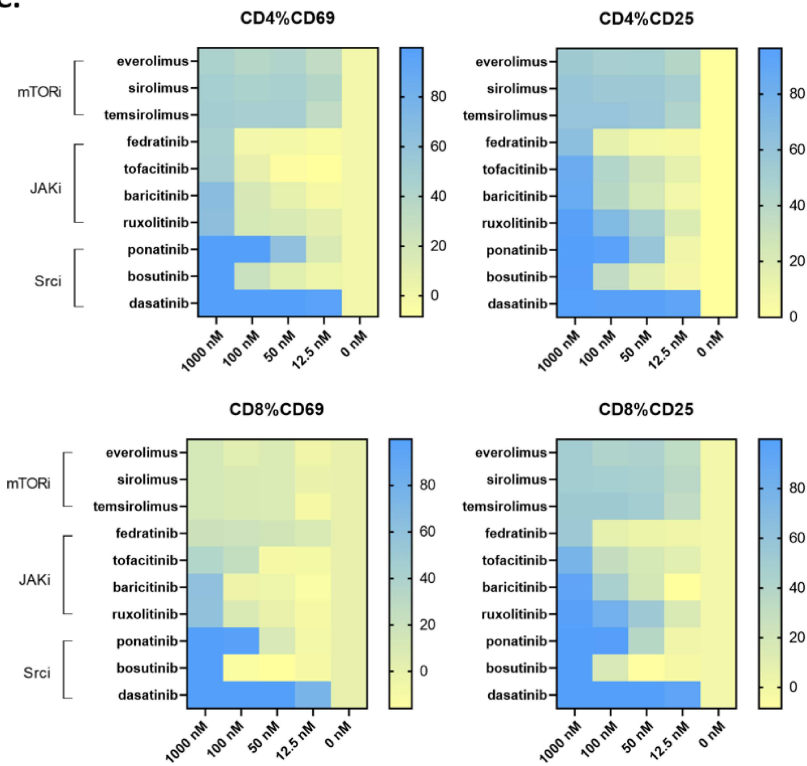 c.
CD4%CD69
everolimus
sirolimus
temsirolimus
fedratinib
tofacitinib
baricitinib
ruxolitinib
ponatinib
bosutinib
dasatinib
mTORi
JAKi
Srci
80
60
40
20
0
1000 nM
100 nM
50 nM
12.5 nM
0 nM
CD4%CD25
everolimus
sirolimus
temsirolimus
fedratinib
tofacitinib
baricitinib
ruxolitinib
ponatinib
bosutinib
dasatinib
80
60
40
20
0
1000 nM
100 nM
50 nM
12.5 nM
0 nM
CD8%CD69
everolimus
sirolimus
temsirolimus
fedratinib
tofacitinib
baricitinib
ruxolitinib
ponatinib
bosutinib
dasatinib
mTORi
JAKi
Srci
80
60
40
20
0
1000 nM
100 nM
50 nM
12.5 nM
0 nM
CD8%CD25
everolimus
sirolimus
temsirolimus
fedratinib
tofacitinib
baricitinib
ruxolitinib
ponatinib
bosutinib
dasatinib
80
60
40
20
0
1000 nM
100 nM
50 nM
12.5 nM
0 nM